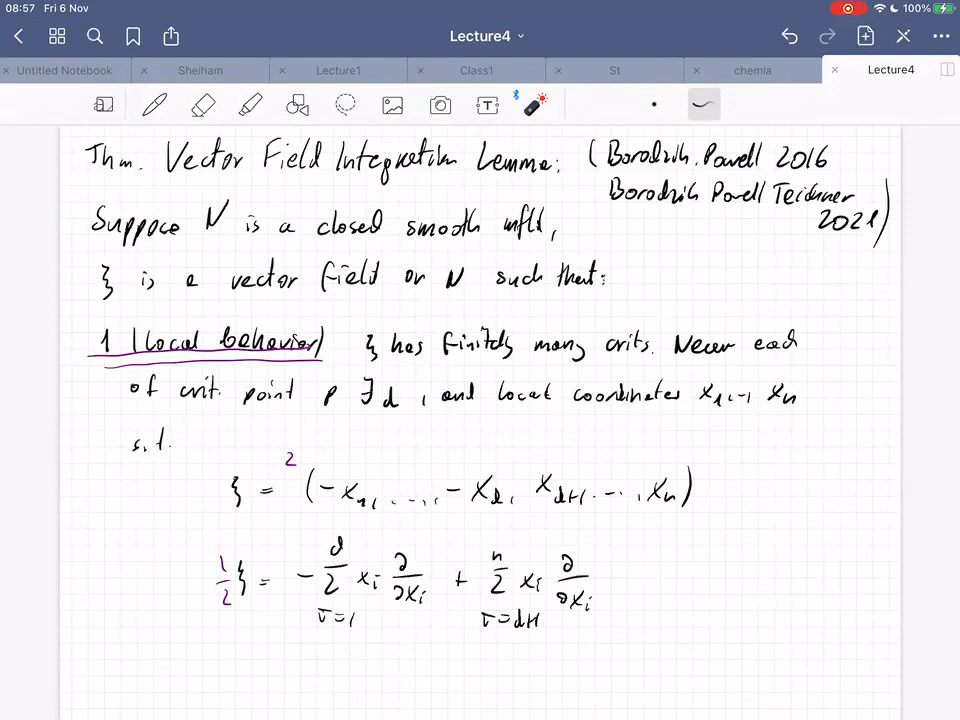 08:57 Fri 6 Nov 100%
Lecture4
Untitled Notebook Sheiham Lecture1 Class1 St chemia Lecture4
Thm. Vector Field Integration Lemma: (Borodzik, Powell 2016
Borodzik Powell Teichner
2021)
Suppose N is a closed smooth mfld,
ξ is a vector field on N such that:
1 (local behavior) ξ has finitely many crits. Near each
of crit. point p ∃ d , and local coordinates x₁,..., xₙ
s.t.
ξ = 2 (-x₁, ..., -x_d, x_{d+1}, ..., xₙ)
1/2 ξ = - Σ_{i=1}^{d} xᵢ ∂/∂xᵢ + Σ_{i=d+1}^{n} xᵢ ∂/∂xᵢ